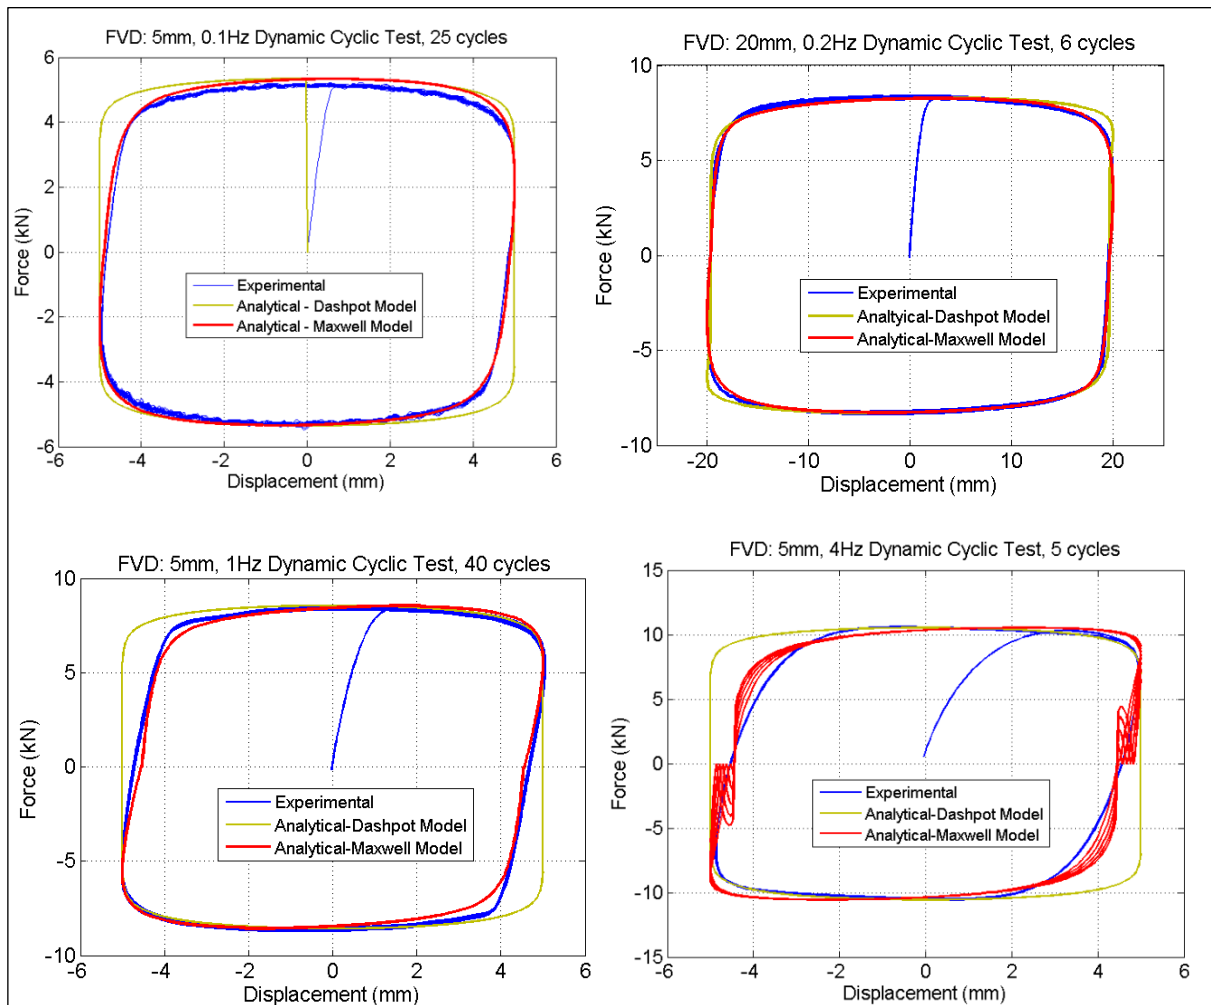 FVD: 5mm, 0.1Hz Dynamic Cyclic Test, 25 cycles
6
4
2
0
-2
-4
-6
Force (kN)
Experimental
Analytical - Dashpot Model
Analytical - Maxwell Model
-6 -4 -2 0 2 4 6
Displacement (mm)
FVD: 20mm, 0.2Hz Dynamic Cyclic Test, 6 cycles
10
5
0
-5
-10
Force (kN)
Experimental
Analtyical-Dashpot Model
Analytical-Maxwell Model
-20 -10 0 10 20
Displacement (mm)
FVD: 5mm, 1Hz Dynamic Cyclic Test, 40 cycles
10
5
0
-5
-10
Force (kN)
Experimental
Analytical-Dashpot Model
Analytical-Maxwell Model
-6 -4 -2 0 2 4 6
Displacement (mm)
FVD: 5mm, 4Hz Dynamic Cyclic Test, 5 cycles
15
10
5
0
-5
-10
-15
Force (kN)
Experimental
Analytical-Dashpot Model
Analytical-Maxwell Model
-6 -4 -2 0 2 4 6
Displacement (mm)